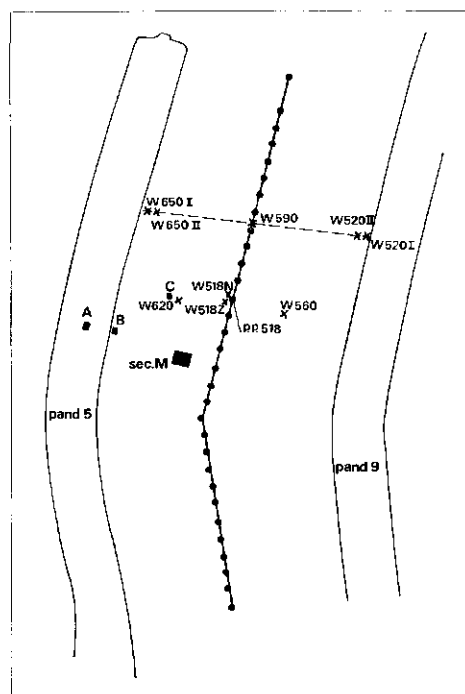 W650 I
W650 II
W590
W520 II
W520 I
C
W620
W518N
W518Z
W560
A
B
P.P. 518
sec.M
pand 5
pand 9